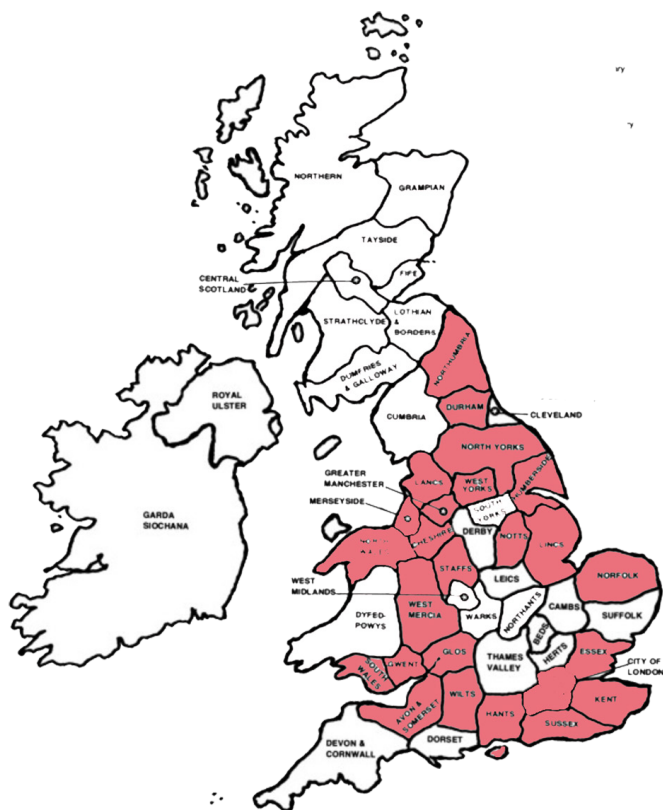 NORTHERN
GRAMPIAN
TAYSIDE
FIFE
CENTRAL
SCOTLAND
STRATHCLYDE
LOTHIAN
&
BORDERS
DUMFRIES
& GALLOWAY
NORTHUMBRIA
ROYAL
ULSTER
CUMBRIA
DURHAM
CLEVELAND
NORTH YORKS
GREATER
MANCHESTER
LANCS
WEST
YORKS
HUMBERSIDE
MERSEYSIDE
SOUTH
YORKS
GARDA
SIOCHANA
CHESHIRE
DERBY
NOTTS
LINCS
NORTH
WALES
STAFFS
WEST
MIDLANDS
LEICS
NORFOLK
DYFED-
POWYS
WEST
MERCIA
WARKS
NORTHANTS
CAMBS
SUFFOLK
BEDS
HERTS
ESSEX
GLOS
THAMES
VALLEY
CITY OF
LONDON
SOUTH
WALES
GWENT
AVON &
SOMERSET
WILTS
HANTS
KENT
SUSSEX
DEVON &
CORNWALL
DORSET